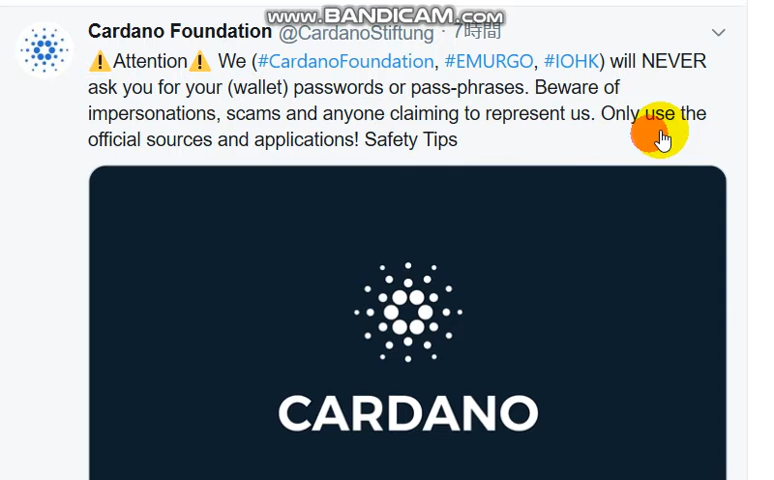 www.BANDICAM.com
Cardano Foundation @CardanoStiftung · 7時間
⚠Attention⚠ We (#CardanoFoundation, #EMURGO, #IOHK) will NEVER
ask you for your (wallet) passwords or pass-phrases. Beware of
impersonations, scams and anyone claiming to represent us. Only use the
official sources and applications! Safety Tips
CARDANO